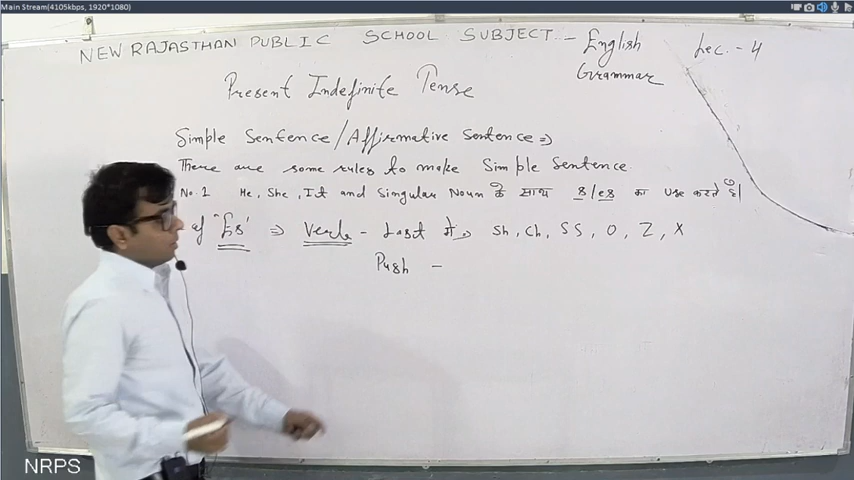 Main Stream(4105kbps, 1920*1080)
NEW RAJASTHAN PUBLIC SCHOOL SUBJECT - English Grammar Lec. - 4
Present Indefinite Tense
Simple Sentence/Affirmative Sentence ⇒
There are some rules to make Simple Sentence.
No. 1 He, She, It and Singular Noun के साथ s/es का use करते हैं|
of "Es' ⇒ Verb - Last में ⇒ Sh, Ch, SS, O, Z, X
Push -
NRPS